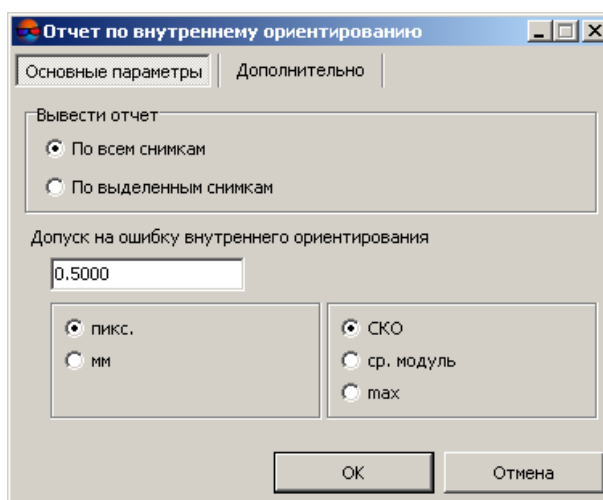 Отчет по внутреннему ориентированию
Основные параметры Дополнительно
Вывести отчет
По всем снимкам
По выделенным снимкам
Допуск на ошибку внутреннего ориентирования
0.5000
пикс.
мм
СКО
ср. модуль
max
OK Отмена